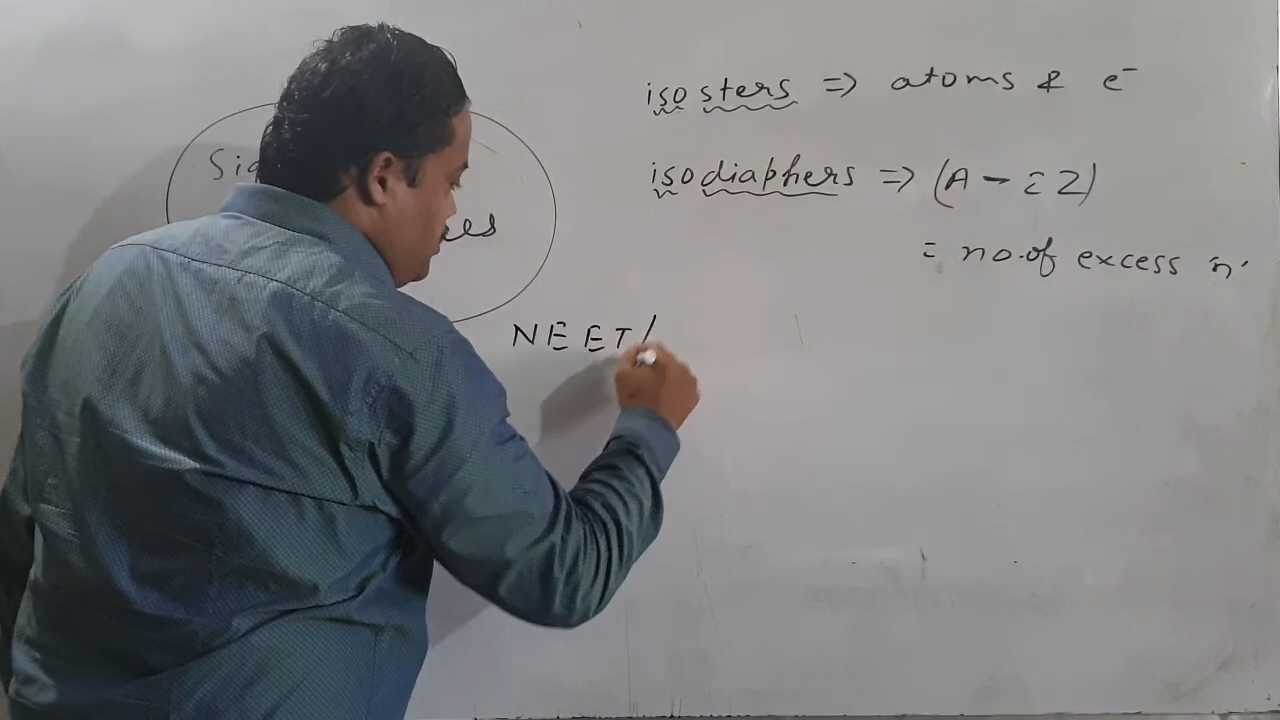 isosters ⇒ atoms & e⁻
isodiaphers ⇒ (A - 2Z)
= no. of excess 'n'
NEET/